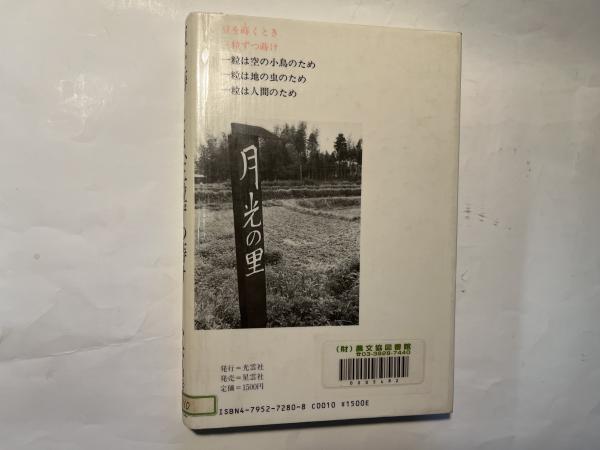 豆を蒔くとき
三粒ずつ蒔け
一粒は空の小鳥のため
一粒は地の虫のため
一粒は人間のため
月光の里
(財)農文協図書館
☎03-3928-7440
0005482
発行=光雲社
発売=星雲社
定価=1500円
ISBN4-7952-7280-8 C0010 ¥1500E